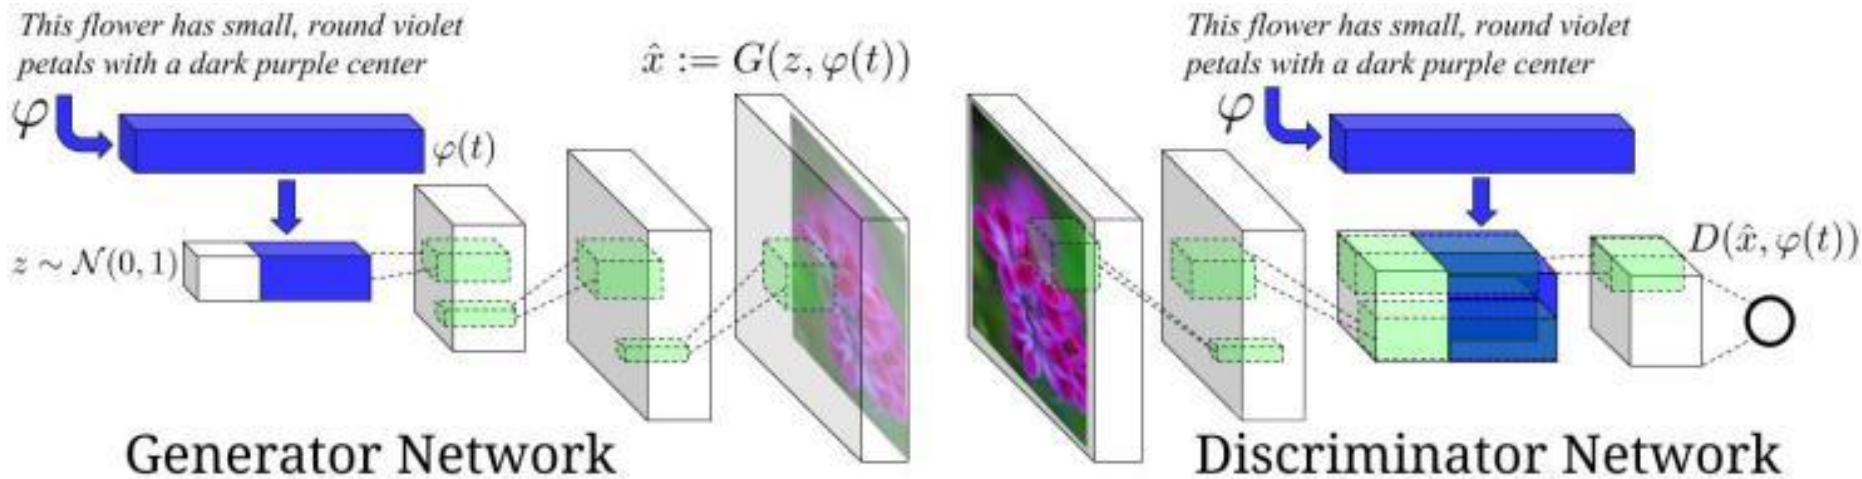 This flower has small, round violet
petals with a dark purple center
φ
φ(t)
z ~ N(0, 1)
x̂ := G(z, φ(t))
Generator Network
This flower has small, round violet
petals with a dark purple center
φ
D(x̂, φ(t))
Discriminator Network